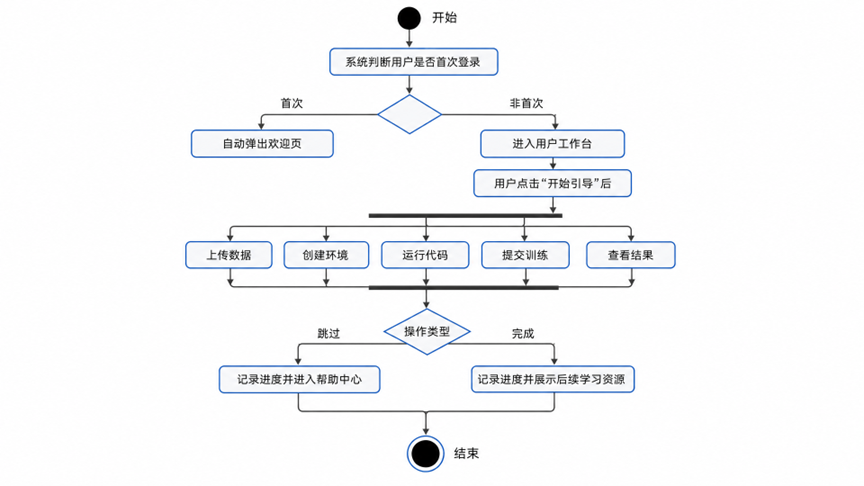 开始
系统判断用户是否首次登录
首次
非首次
自动弹出欢迎页
进入用户工作台
用户点击“开始引导”后
上传数据
创建环境
运行代码
提交训练
查看结果
操作类型
跳过
完成
记录进度并进入帮助中心
记录进度并展示后续学习资源
结束